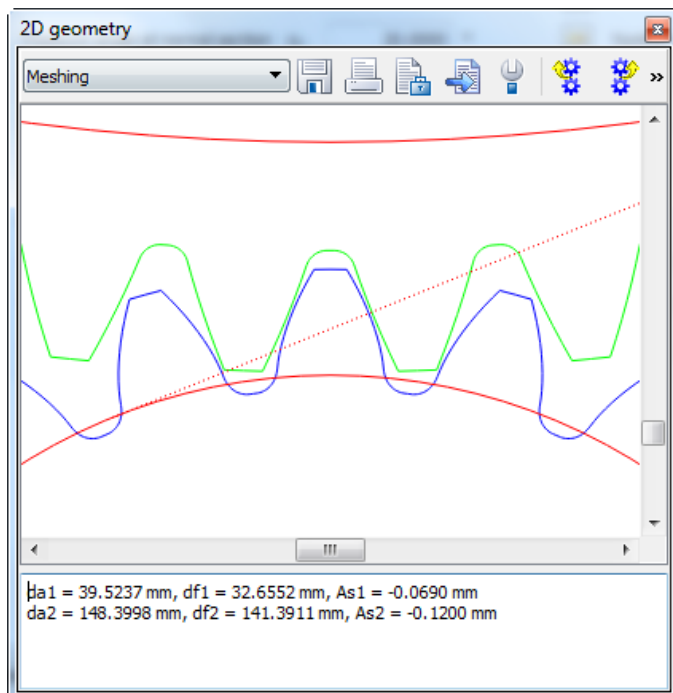 2D geometry
Meshing
»
da1 = 39.5237 mm, df1 = 32.6552 mm, As1 = -0.0690 mm
da2 = 148.3998 mm, df2 = 141.3911 mm, As2 = -0.1200 mm